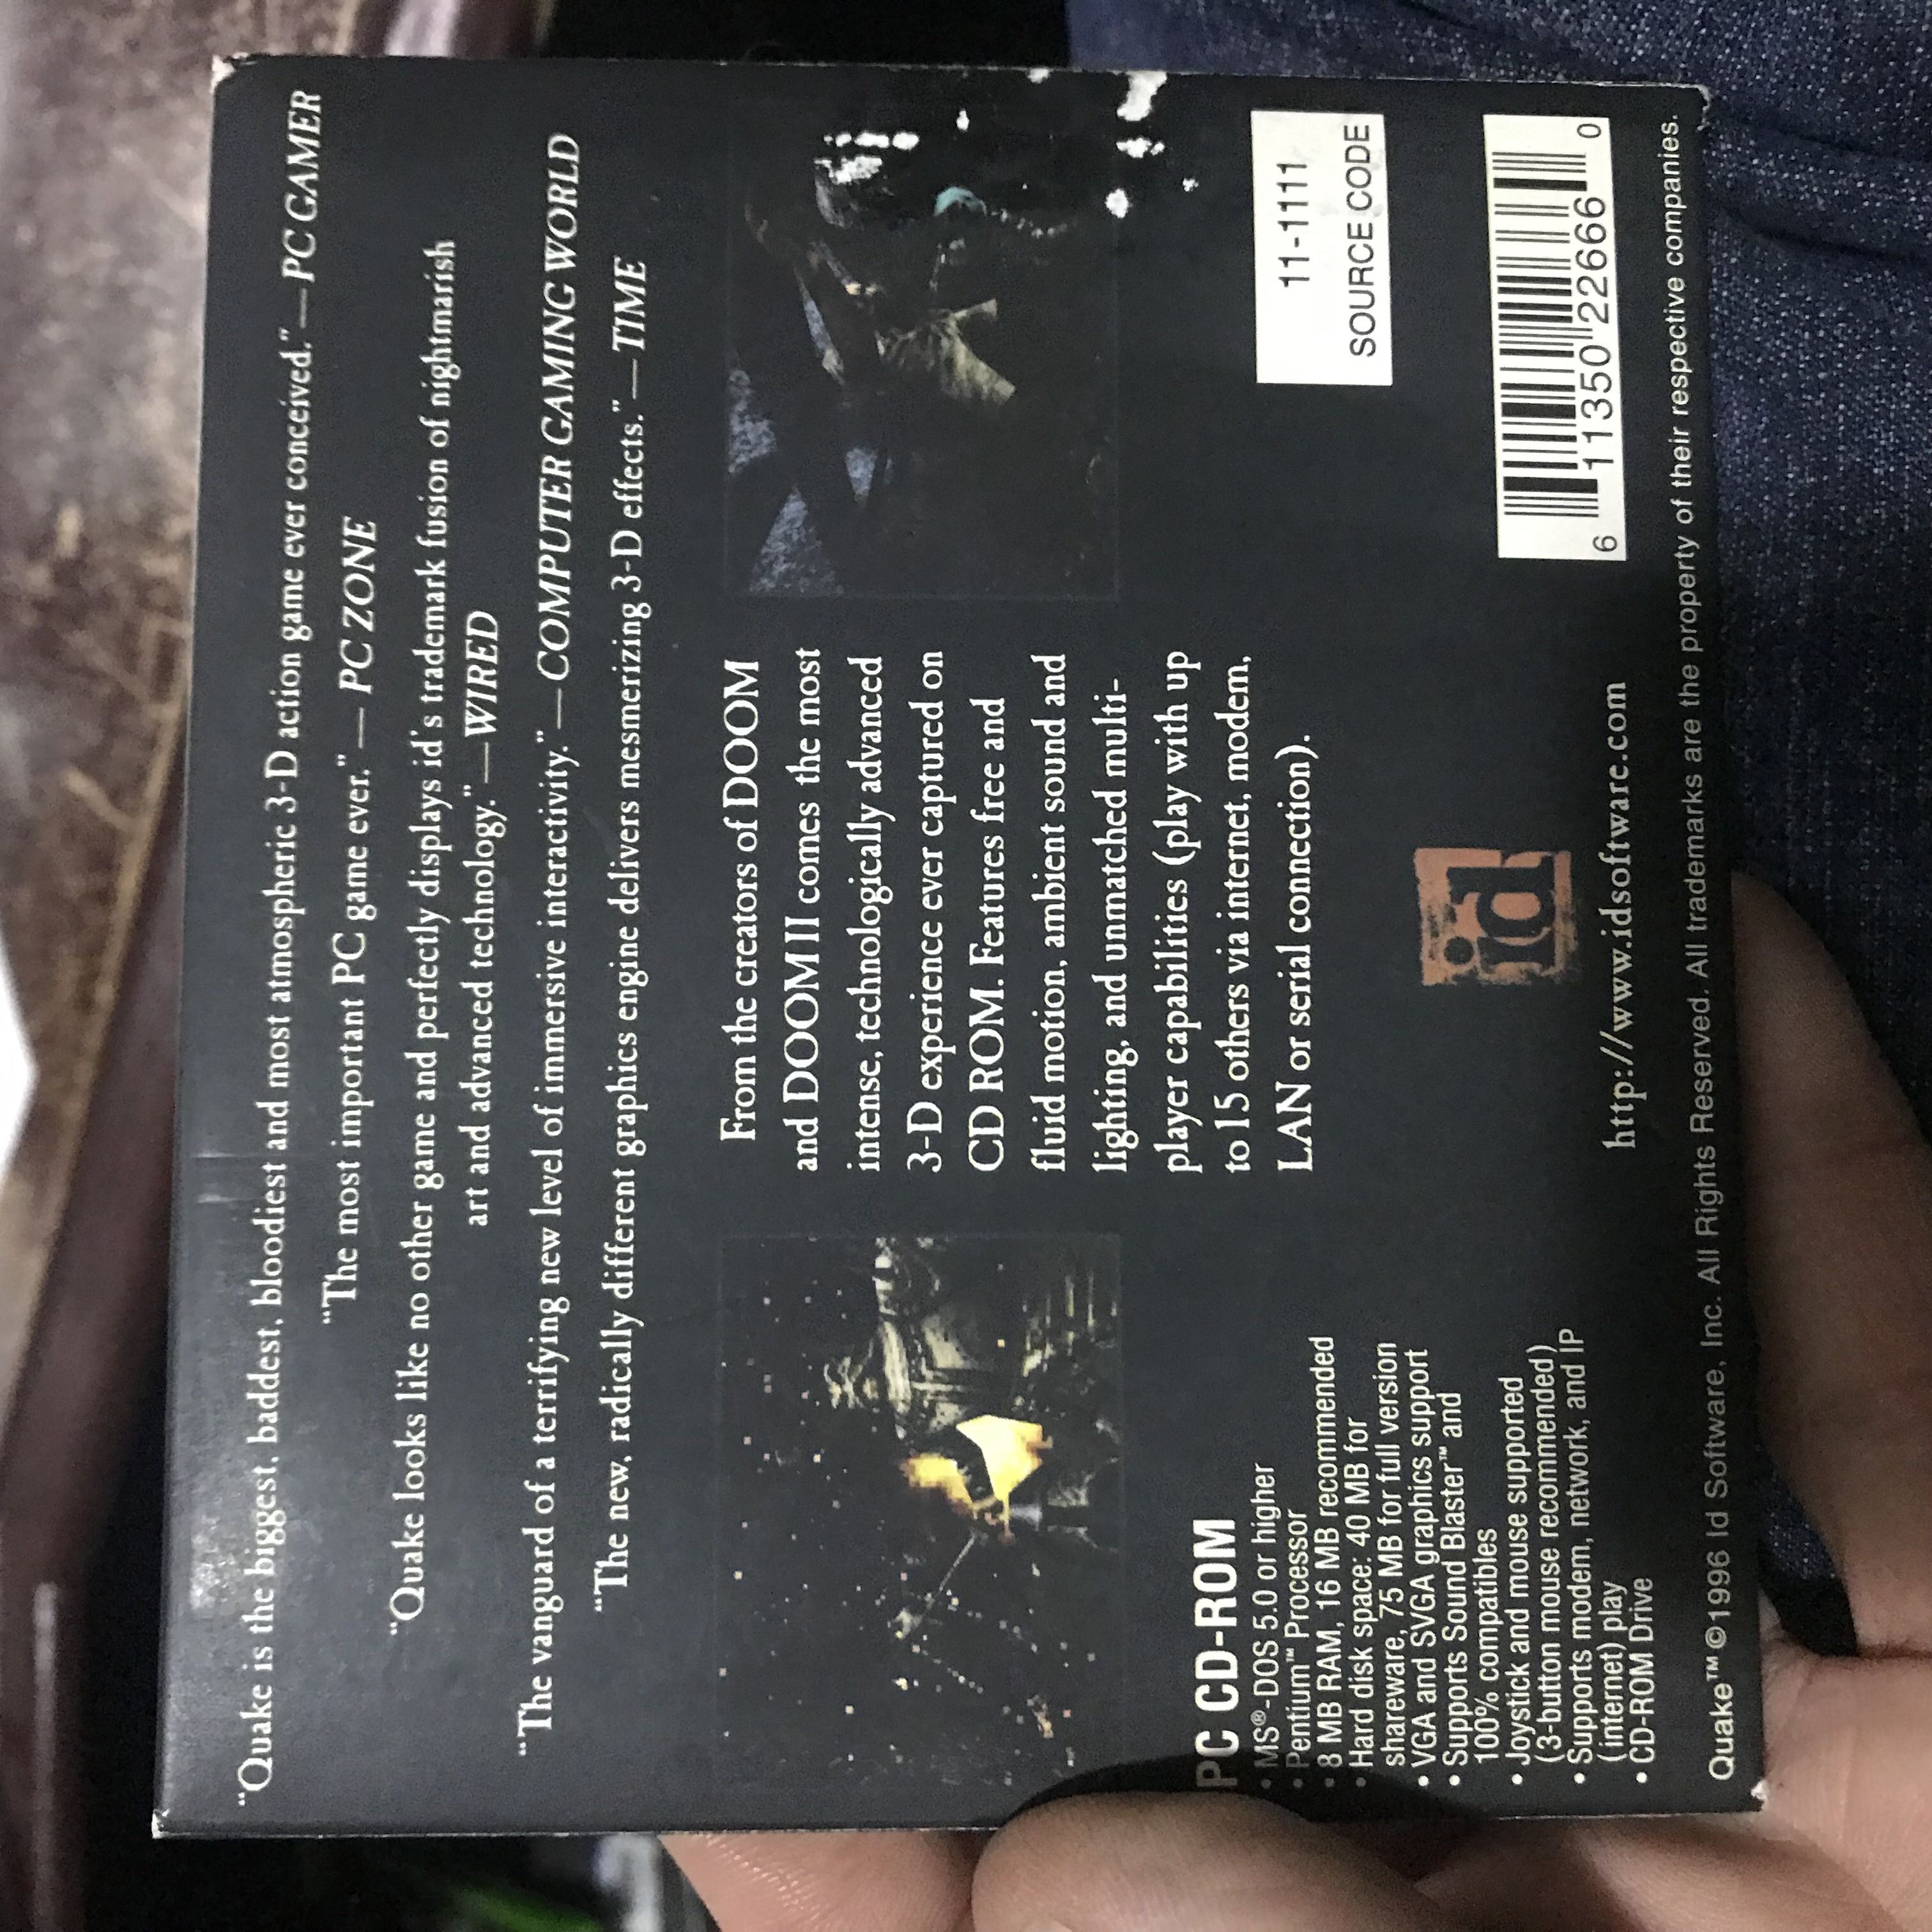 "Quake is the biggest, baddest, bloodiest and most atmospheric 3-D action game ever conceived."—PC GAMER
"The most important PC game ever."— PC ZONE
"Quake looks like no other game and perfectly displays id's trademark fusion of nightmarish
art and advanced technology."—WIRED
"The vanguard of a terrifying new level of immersive interactivity."—COMPUTER GAMING WORLD
"The new, radically different graphics engine delivers mesmerizing 3-D effects."—TIME
From the creators of DOOM
and DOOM II comes the most
intense, technologically advanced
3-D experience ever captured on
CD ROM. Features free and
fluid motion, ambient sound and
lighting, and unmatched multi-
player capabilities (play with up
to 15 others via internet, modem,
LAN or serial connection).
PC CD-ROM
• MS®-DOS 5.0 or higher
• Pentium™ Processor
• 8 MB RAM, 16 MB recommended
• Hard disk space: 40 MB for
shareware, 75 MB for full version
• VGA and SVGA graphics support
• Supports Sound Blaster™ and
100% compatibles
• Joystick and mouse supported
(3-button mouse recommended)
• Supports modem, network, and IP
(internet) play
• CD-ROM Drive
id
http://www.idsoftware.com
11-1111
SOURCE CODE
6 11350 22666 0
Quake™ ©1996 Id Software, Inc. All Rights Reserved. All trademarks are the property of their respective companies.